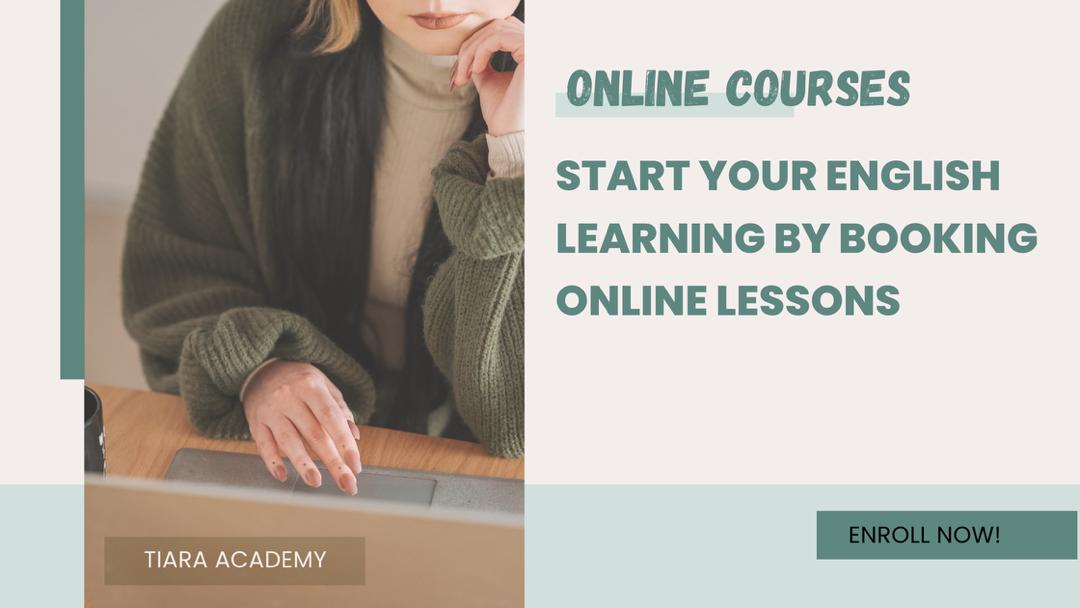 ONLINE COURSES
START YOUR ENGLISH
LEARNING BY BOOKING
ONLINE LESSONS
TIARA ACADEMY
ENROLL NOW!